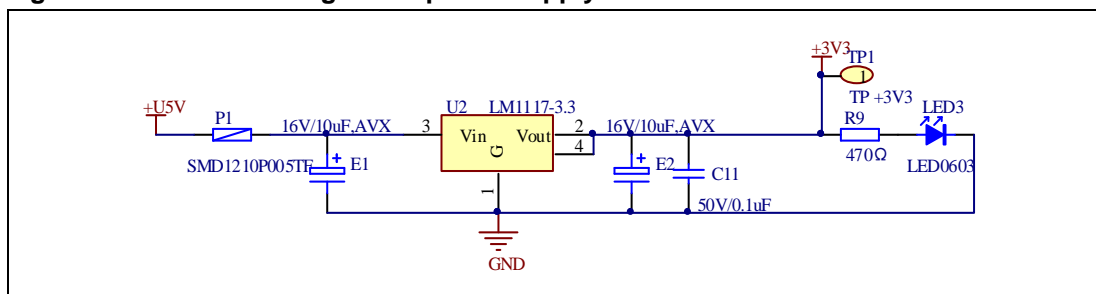 +3V3
TP1
1
+U5V
P1
U2
LM1117-3.3
TP +3V3
LED3
16V/10uF,AVX
3
Vin
Vout
2
16V/10uF,AVX
R9
4
G
SMD1210P005TF
E1
E2
C11
470Ω
LED0603
1
50V/0.1uF
GND